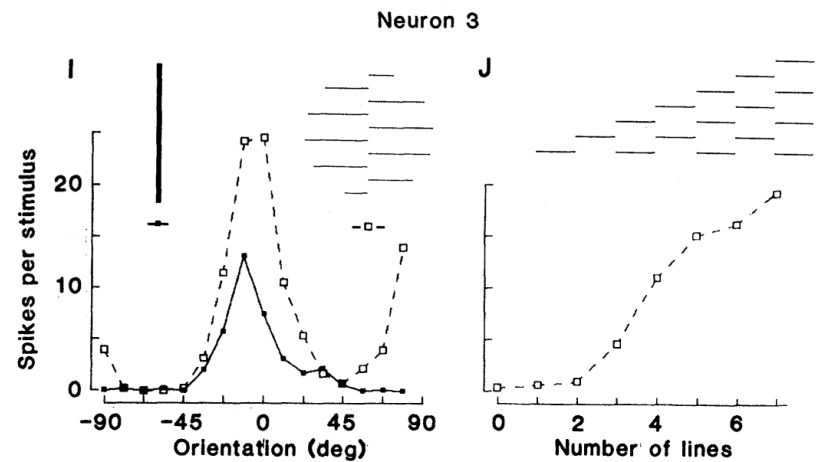 Neuron 3
I
J
Spikes per stimulus
20
10
0
−90 −45 0 45 90
Orientation (deg)
0 2 4 6
Number of lines